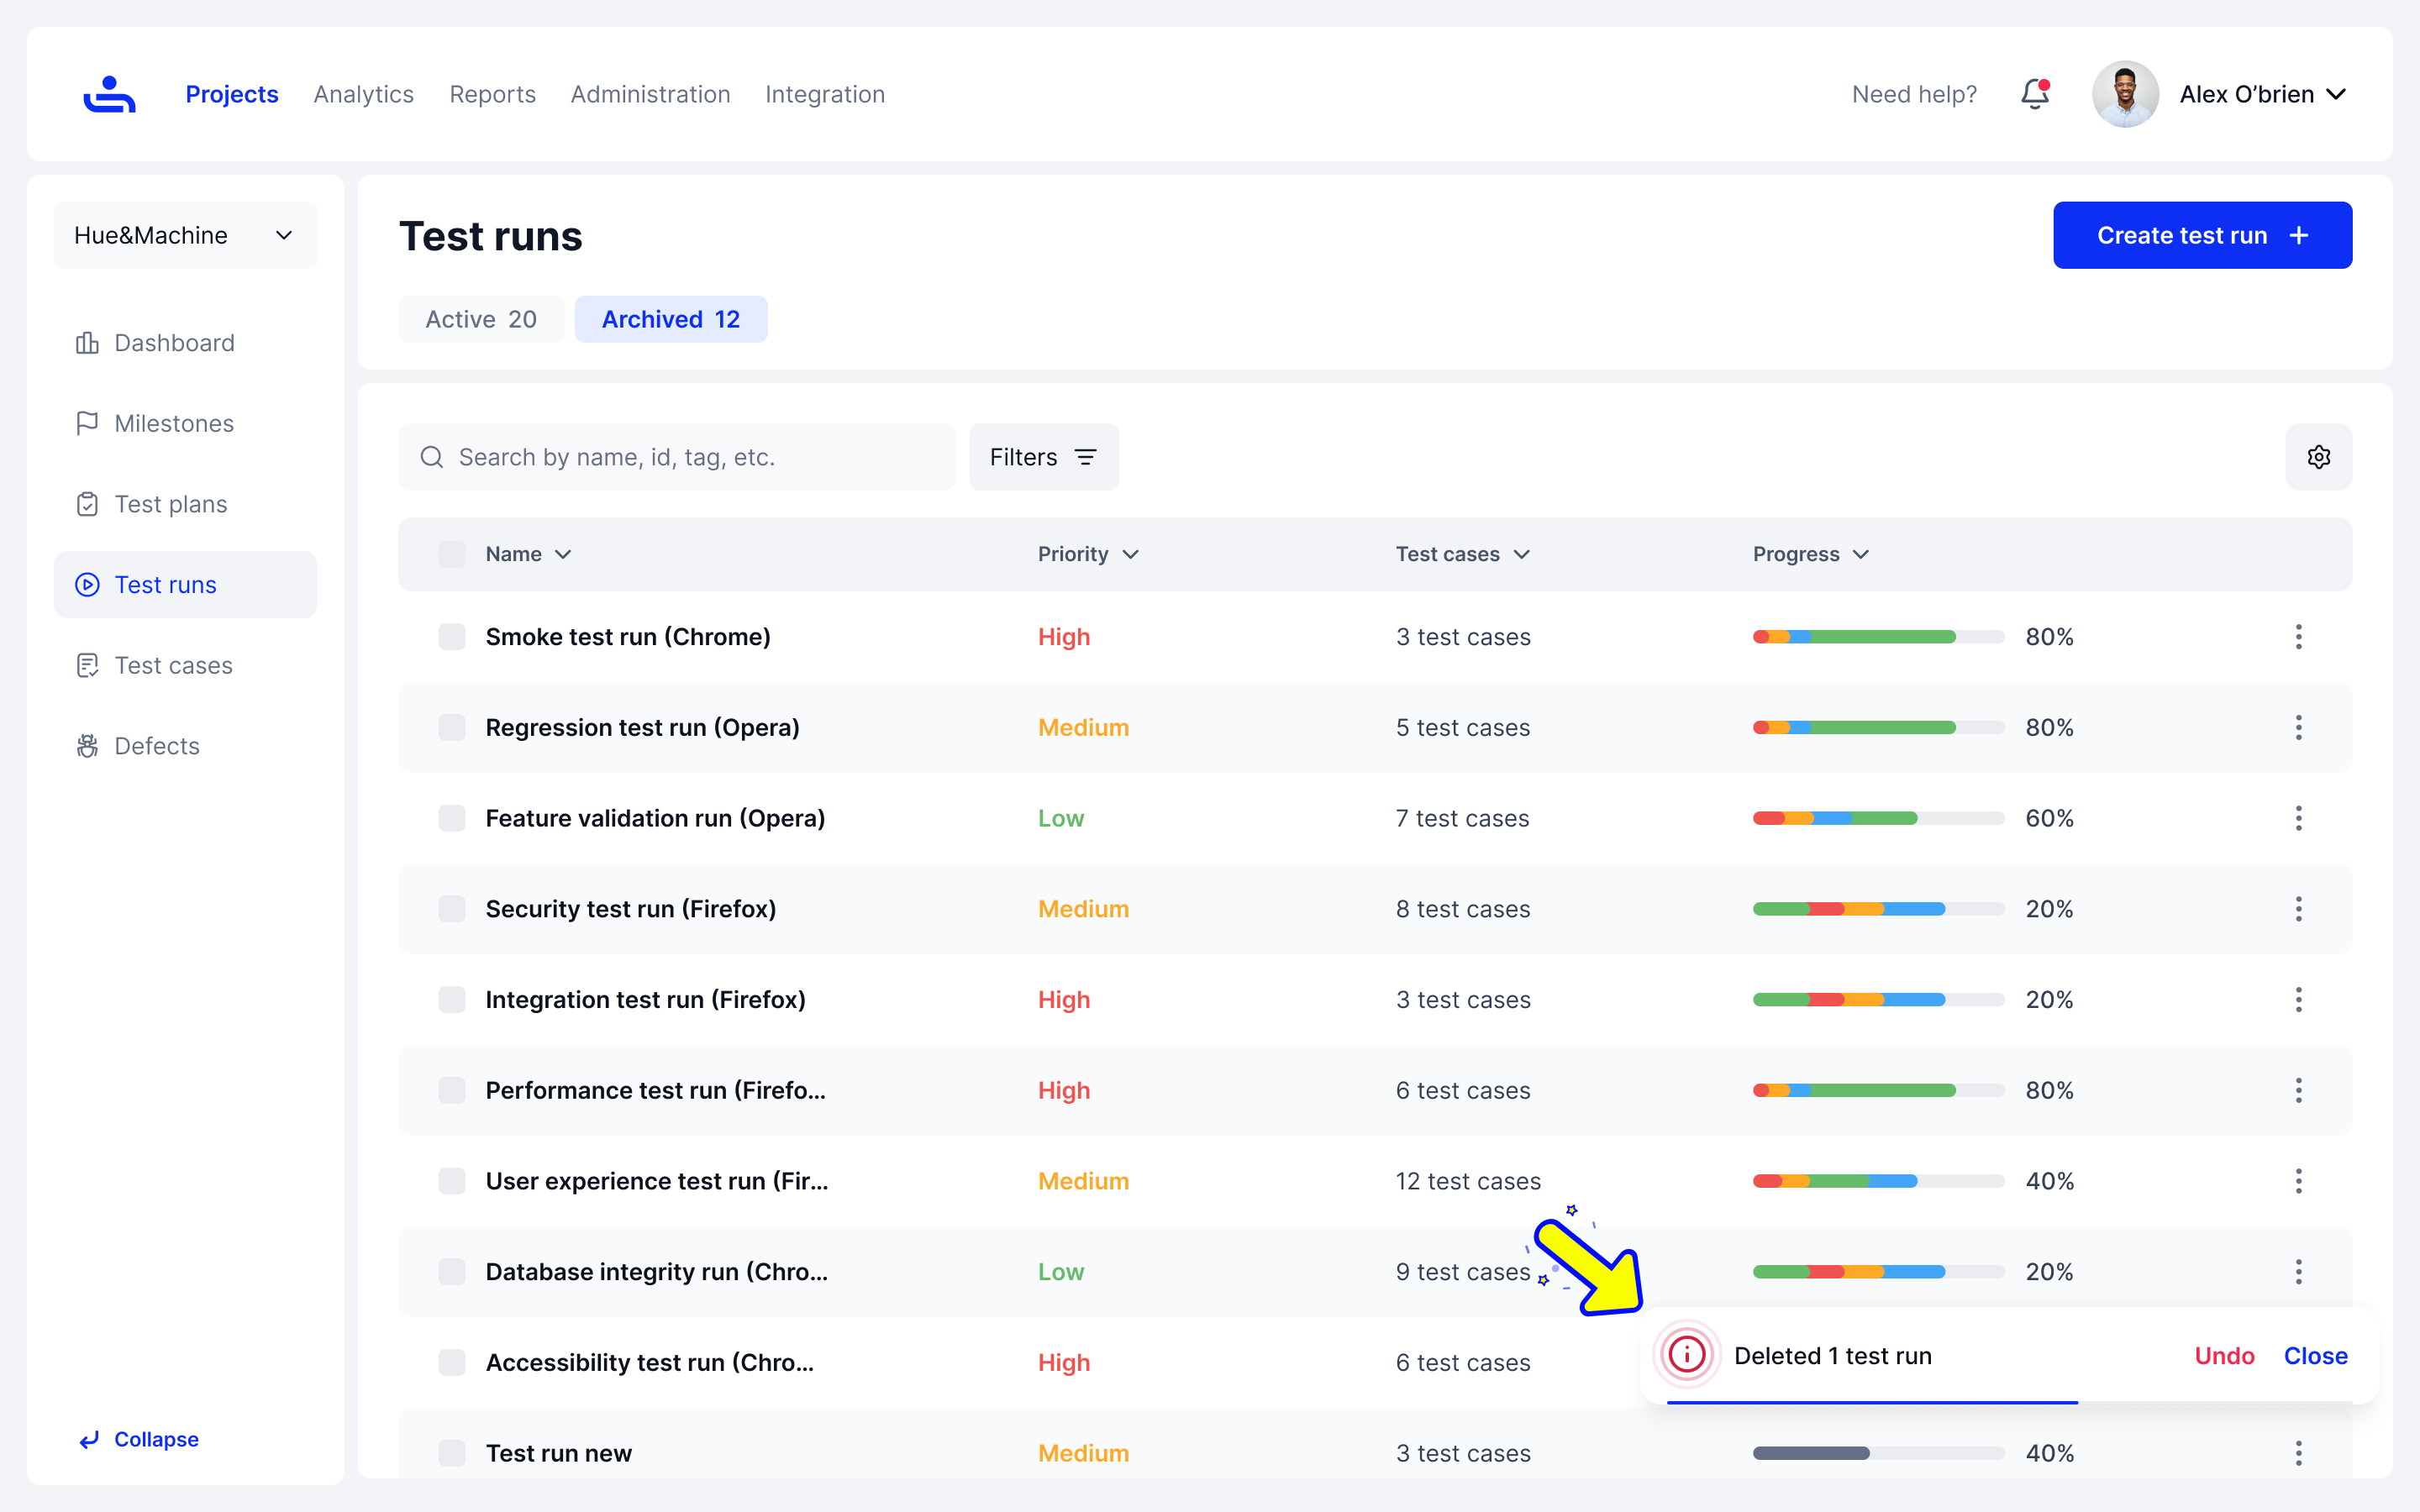 Projects Analytics Reports Administration Integration Need help? Alex O’brien
Hue&Machine
Dashboard
Milestones
Test plans
Test runs
Test cases
Defects
Collapse
Test runs
Create test run
Active 20 Archived 12
Search by name, id, tag, etc. Filters
Name Priority Test cases Progress
Smoke test run (Chrome) High 3 test cases 80%
Regression test run (Opera) Medium 5 test cases 80%
Feature validation run (Opera) Low 7 test cases 60%
Security test run (Firefox) Medium 8 test cases 20%
Integration test run (Firefox) High 3 test cases 20%
Performance test run (Firefo... High 6 test cases 80%
User experience test run (Fir... Medium 12 test cases 40%
Database integrity run (Chro... Low 9 test cases 20%
Accessibility test run (Chro... High 6 test cases
Deleted 1 test run Undo Close
Test run new Medium 3 test cases 40%